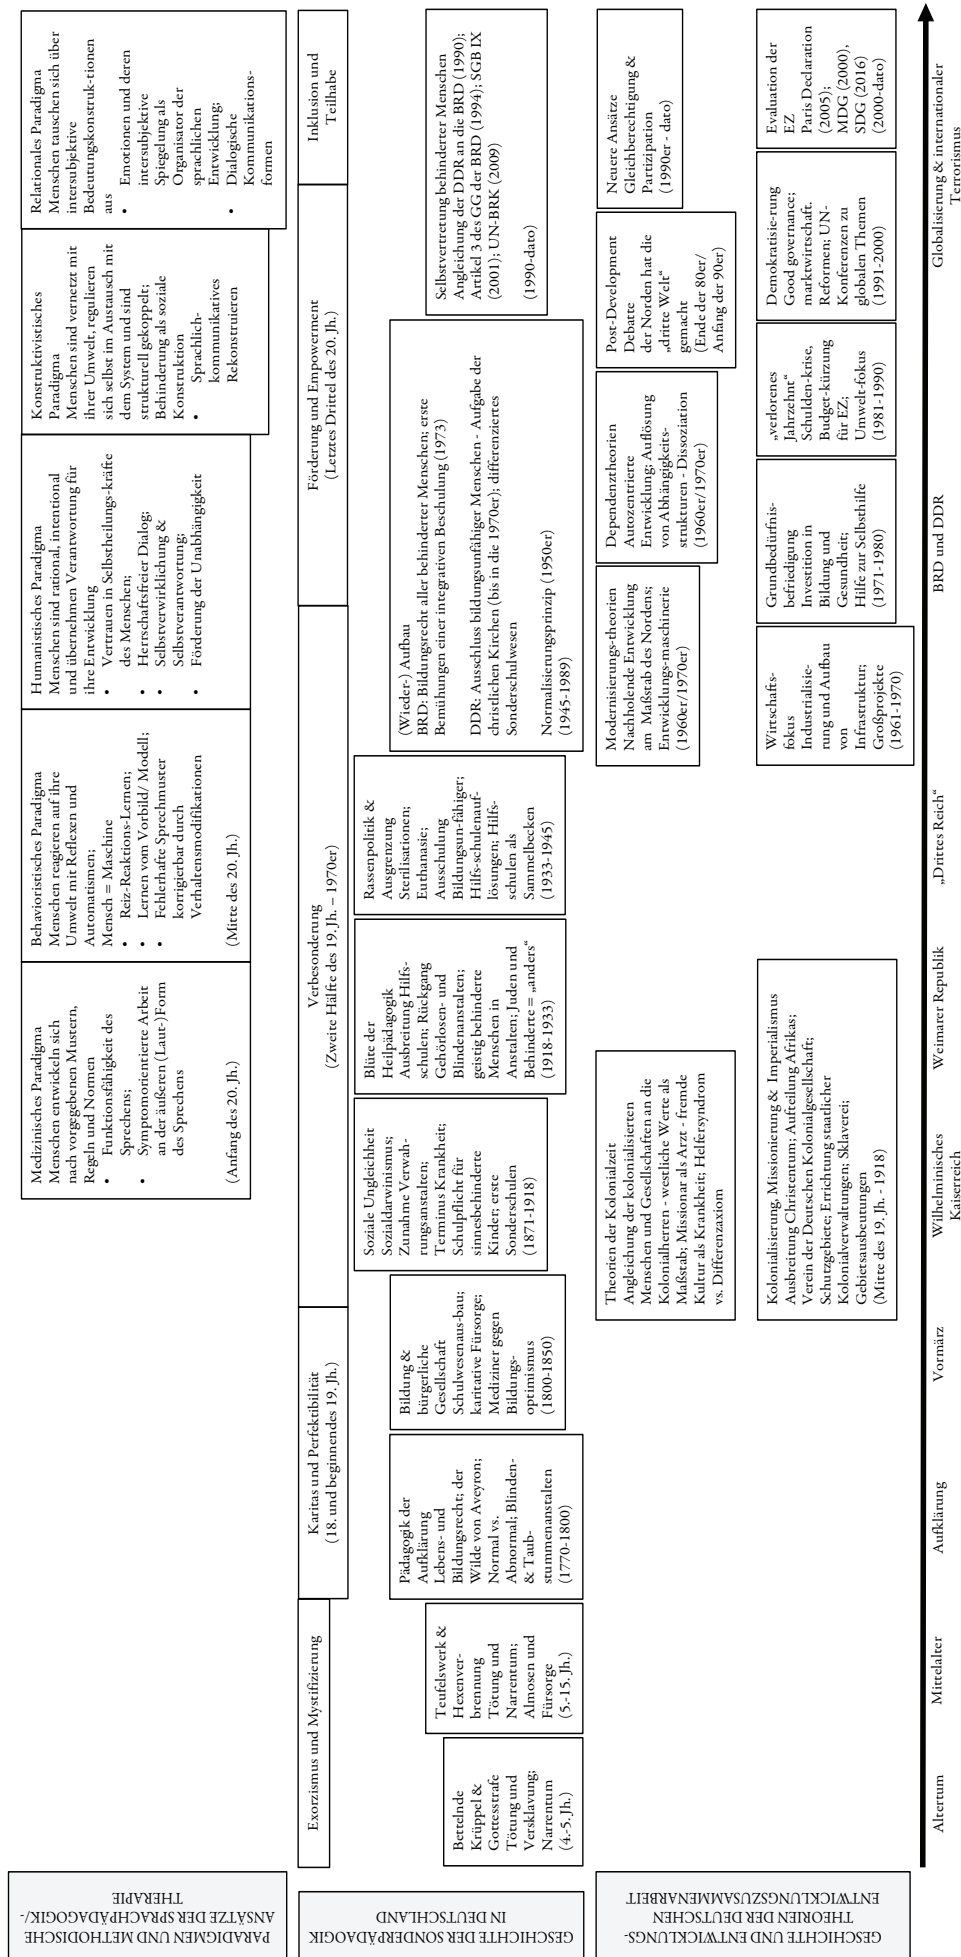 PARADIGMEN UND METHODISCHE
ANSÄTZE DER SPRACHPÄDAGOGIK/-
THERAPIE
Medizinisches Paradigma
Menschen entwickeln sich
nach vorgegebenen Mustern,
Regeln und Normen
• Funktionsfähigkeit des
Sprechens;
• Symptomorientierte Arbeit
an der äußeren (Laut-)Form
des Sprechens
(Anfang des 20. Jh.)
Behavioristisches Paradigma
Menschen reagieren auf ihre
Umwelt mit Reflexen und
Automatismen;
Mensch = Maschine
• Reiz-Reaktions-Lernen;
• Lernen vom Vorbild/ Modell;
• Fehlerhafte Sprechmuster
korrigierbar durch
Verhaltensmodifikationen
(Mitte des 20. Jh.)
Humanistisches Paradigma
Menschen sind rational, intentional
und übernehmen Verantwortung für
ihre Entwicklung
• Vertrauen in Selbstheilungs-kräfte
des Menschen;
• Herrschaftsfreier Dialog;
• Selbstverwirklichung &
Selbstverantwortung;
• Förderung der Unabhängigkeit
Konstruktivistisches
Paradigma
Menschen sind vernetzt mit
ihrer Umwelt, regulieren
sich selbst im Austausch mit
dem System und sind
strukturell gekoppelt;
Behinderung als soziale
Konstruktion
• Sprachlich-
kommunikatives
Rekonstruieren
Relationales Paradigma
Menschen tauschen sich über
intersubjektive
Bedeutungskonstruk-tionen
aus
• Emotionen und deren
intersubjektive
Spiegelung als
Organisator der
sprachlichen
Entwicklung;
• Dialogische
Kommunikations-
formen
GESCHICHTE DER SONDERPÄDAGOGIK
IN DEUTSCHLAND
Exorzismus und Mystifizierung
Karitas und Perfektibilität
(18. und beginnendes 19. Jh.)
Verbesonderung
(Zweite Hälfte des 19. Jh. – 1970er)
Förderung und Empowerment
(Letztes Drittel des 20. Jh.)
Inklusion und
Teilhabe
Bettelnde
Krüppel &
Gottesstrafe
Tötung und
Versklavung;
Narrentum
(4.-5. Jh.)
Teufelswerk &
Hexenver-
brennung
Tötung und
Narrentum;
Almosen und
Fürsorge
(5.-15. Jh.)
Pädagogik der
Aufklärung
Lebens- und
Bildungsrecht; der
Wilde von Aveyron;
Normal vs.
Abnormal; Blinden-
& Taub-
stummenanstalten
(1770-1800)
Bildung &
bürgerliche
Gesellschaft
Schulwesenaus-bau;
karitative Fürsorge;
Mediziner gegen
Bildungs-
optimismus
(1800-1850)
Soziale Ungleichheit
Sozialdarwinismus;
Zunahme Verwah-
rungsanstalten;
Terminus Krankheit;
Schulpflicht für
sinnesbehinderte
Kinder; erste
Sonderschulen
(1871-1918)
Blüte der
Heilpädagogik
Ausbreitung Hilfs-
schulen; Rückgang
Gehörlosen- und
Blindenanstalten;
geistig behinderte
Menschen in
Anstalten; Juden und
Behinderte = „anders“
(1918-1933)
Rassenpolitik &
Ausgrenzung
Sterilisationen;
Euthanasie;
Ausschulung
Bildungsun-fähiger;
Hilfs-schulenauf-
lösungen; Hilfs-
schulen als
Sammelbecken
(1933-1945)
(Wieder-) Aufbau
BRD: Bildungsrecht aller behinderter Menschen; erste
Bemühungen einer integrativen Beschulung (1973)
DDR: Ausschluss bildungsunfähiger Menschen - Aufgabe der
christlichen Kirchen (bis in die 1970er); differenziertes
Sonderschulwesen
Normalisierungsprinzip (1950er)
(1945-1989)
Selbstvertretung behinderter Menschen
Angleichung der DDR an die BRD (1990);
Artikel 3 des GG der BRD (1994); SGB IX
(2001); UN-BRK (2009)
(1990-dato)
GESCHICHTE UND ENTWICKLUNGS-
THEORIEN DER DEUTSCHEN
ENTWICKLUNGSZUSAMMENARBEIT
Theorien der Kolonialzeit
Angleichung der kolonialisierten
Menschen und Gesellschaften an die
Kolonialherren - westliche Werte als
Maßstab; Missionar als Arzt - fremde
Kultur als Krankheit; Helfersyndrom
vs. Differenzaxiom
Modernisierungs-theorien
Nachholende Entwicklung
am Maßstab des Nordens;
Entwicklungs-maschinerie
(1960er/1970er)
Dependenztheorien
Autozentrierte
Entwicklung; Auflösung
von Abhängigkeits-
strukturen - Dissoziation
(1960er/1970er)
Post-Development
Debatte
der Norden hat die
„dritte Welt“
gemacht
(Ende der 80er/
Anfang der 90er)
Neuere Ansätze
Gleichberechtigung &
Partizipation
(1990er - dato)
Kolonialisierung, Missionierung & Imperialismus
Ausbreitung Christentum; Aufteilung Afrikas;
Verein der Deutschen Kolonialgesellschaft;
Schutzgebiete; Errichtung staatlicher
Kolonialverwaltungen; Sklaverei;
Gebietsausbeutungen
(Mitte des 19. Jh. - 1918)
Wirtschafts-
fokus
Industrialisie-
rung und Aufbau
von
Infrastruktur;
Großprojekte
(1961-1970)
Grundbedürfnis-
befriedigung
Investition in
Bildung und
Gesundheit;
Hilfe zur Selbsthilfe
(1971-1980)
„verlorenes
Jahrzehnt“
Schulden-krise,
Budget-kürzung
für EZ;
Umwelt-fokus
(1981-1990)
Demokratisie-rung
Good governance;
marktwirtschaft.
Reformen; UN-
Konferenzen zu
globalen Themen
(1991-2000)
Evaluation der
EZ
Paris Declaration
(2005);
MDG (2000),
SDG (2016)
(2000-dato)
Altertum
Mittelalter
Aufklärung
Vormärz
Wilhelminisches
Kaiserreich
Weimarer Republik
„Drittes Reich“
BRD und DDR
Globalisierung & internationaler
Terrorismus